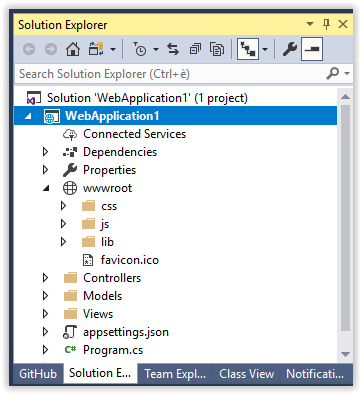 Solution Explorer
Search Solution Explorer (Ctrl+è)
Solution 'WebApplication1' (1 project)
WebApplication1
Connected Services
Dependencies
Properties
wwwroot
css
js
lib
favicon.ico
Controllers
Models
Views
appsettings.json
C# Program.cs
GitHub Solution E... Team Expl... Class View Notificati...